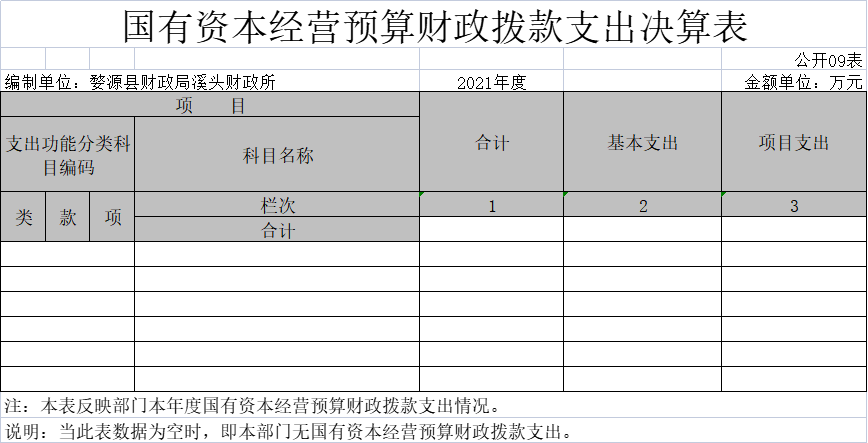 国有资本经营预算财政拨款支出决算表
公开09表
编制单位：婺源县财政局溪头财政所 2021年度 金额单位：万元
项 目 合计 基本支出 项目支出
支出功能分类科目编码 科目名称
类 款 项 栏次 1 2 3
合计
注：本表反映部门本年度国有资本经营预算财政拨款支出情况。
说明：当此表数据为空时，即本部门无国有资本经营预算财政拨款支出。